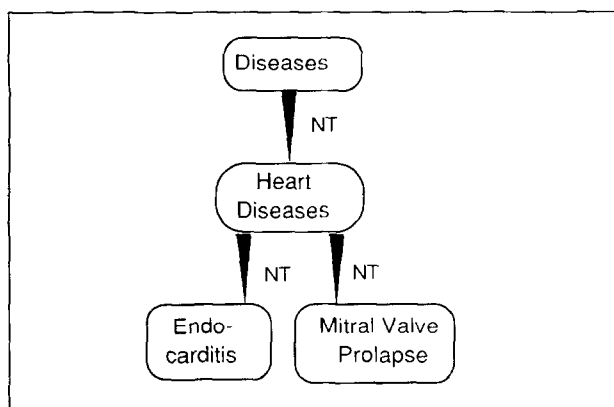 Diseases
NT
Heart
Diseases
NT
NT
Endo-
carditis
Mitral Valve
Prolapse